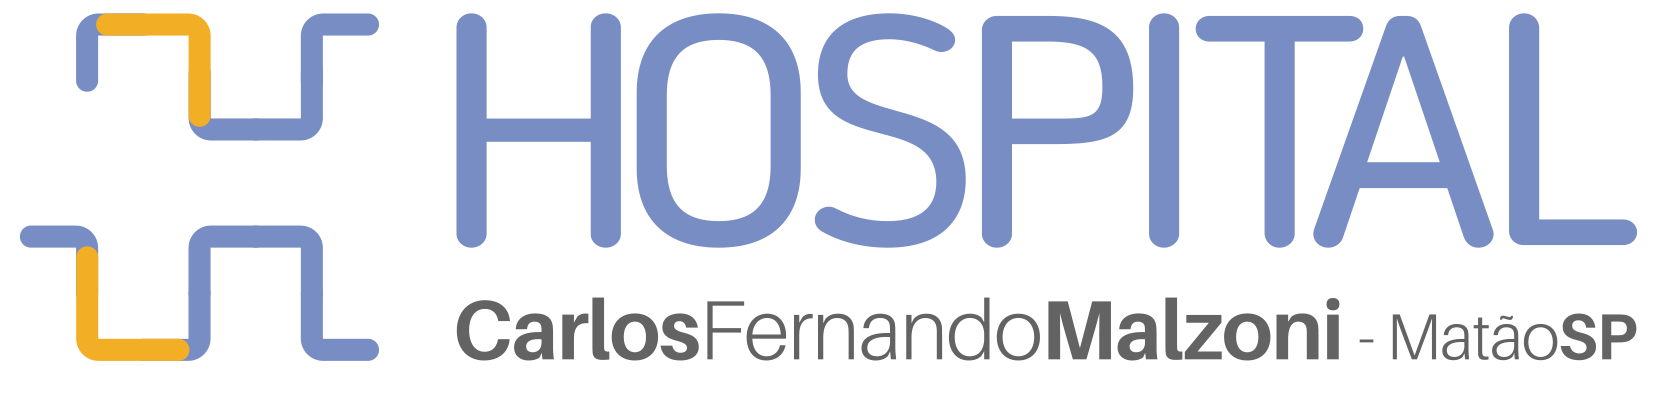 HOSPITAL
CarlosFernandoMalzoni - MatãoSP